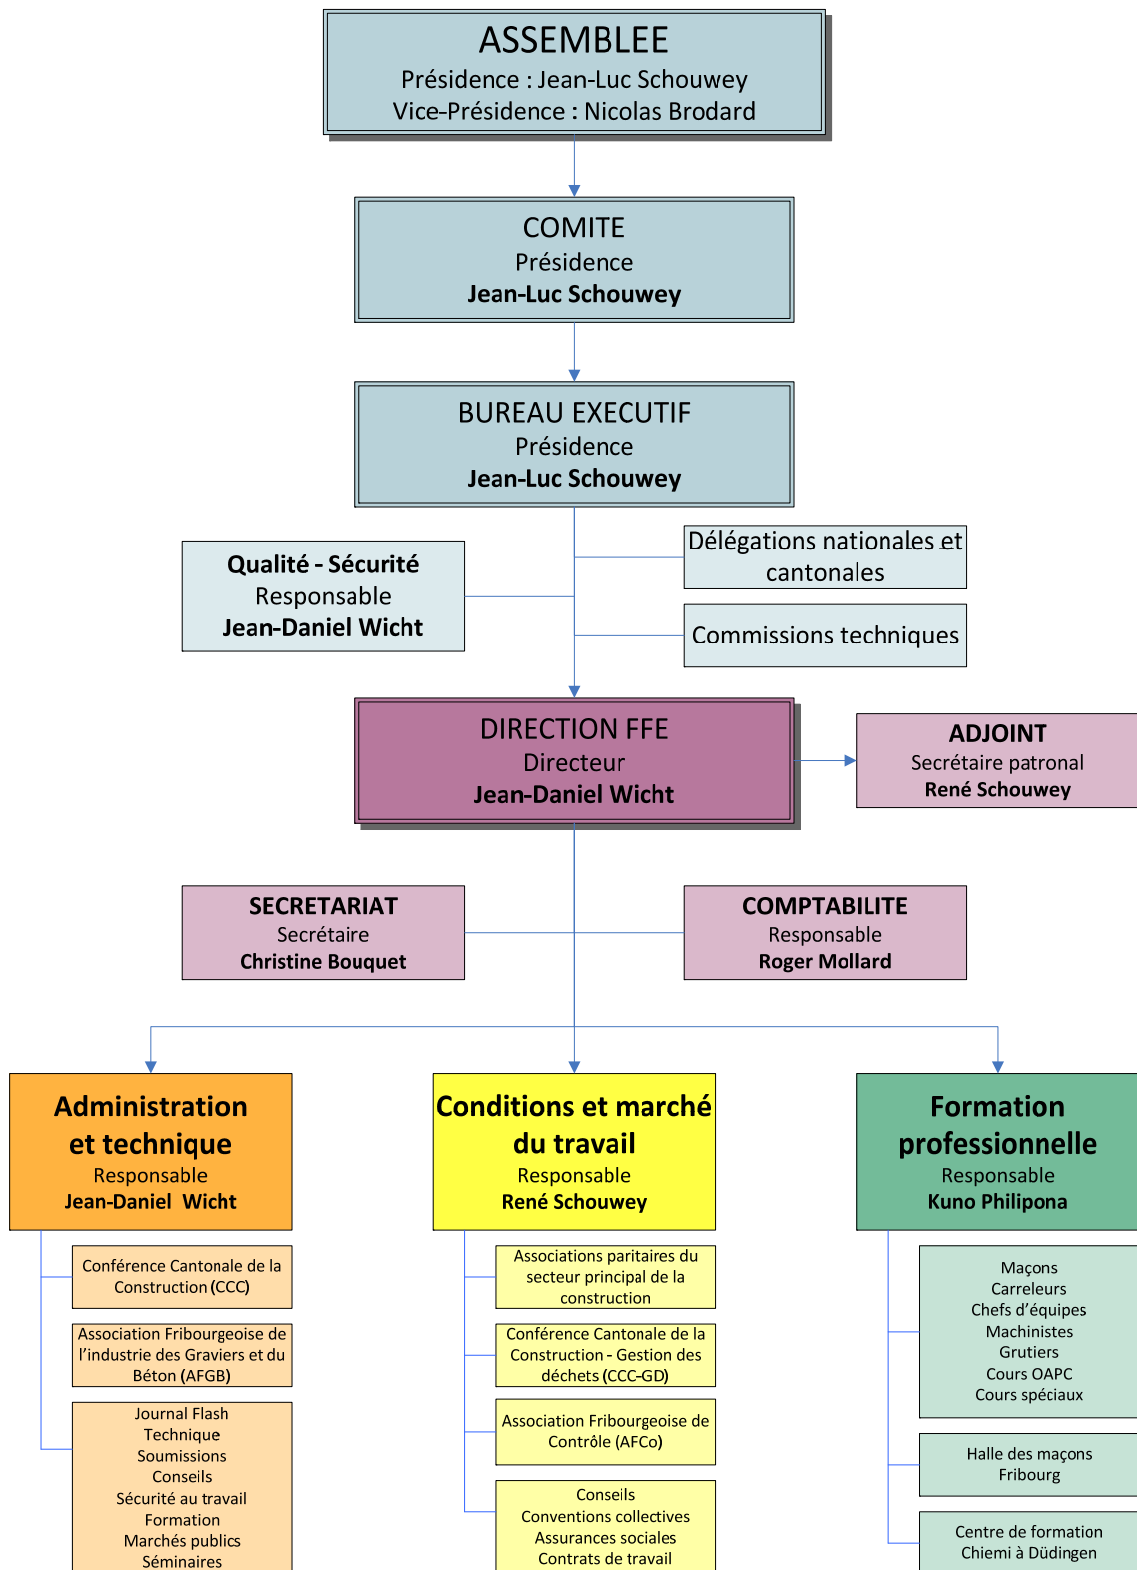 ASSEMBLEE
Présidence : Jean-Luc Schouwey
Vice-Présidence : Nicolas Brodard
COMITE
Présidence
Jean-Luc Schouwey
BUREAU EXECUTIF
Présidence
Jean-Luc Schouwey
Qualité - Sécurité
Responsable
Jean-Daniel Wicht
Délégations nationales et
cantonales
Commissions techniques
DIRECTION FFE
Directeur
Jean-Daniel Wicht
ADJOINT
Secrétaire patronal
René Schouwey
SECRETARIAT
Secrétaire
Christine Bouquet
COMPTABILITE
Responsable
Roger Mollard
Administration
et technique
Responsable
Jean-Daniel Wicht
Conférence Cantonale de la
Construction (CCC)
Association Fribourgeoise de
l'industrie des Graviers et du
Béton (AFGB)
Journal Flash
Technique
Soumissions
Conseils
Sécurité au travail
Formation
Marchés publics
Séminaires
Conditions et marché
du travail
Responsable
René Schouwey
Associations paritaires du
secteur principal de la
construction
Conférence Cantonale de la
Construction - Gestion des
déchets (CCC-GD)
Association Fribourgeoise de
Contrôle (AFCo)
Conseils
Conventions collectives
Assurances sociales
Contrats de travail
Formation
professionnelle
Responsable
Kuno Philipona
Maçons
Carreleurs
Chefs d'équipes
Machinistes
Grutiers
Cours OAPC
Cours spéciaux
Halle des maçons
Fribourg
Centre de formation
Chiemi à Düdingen